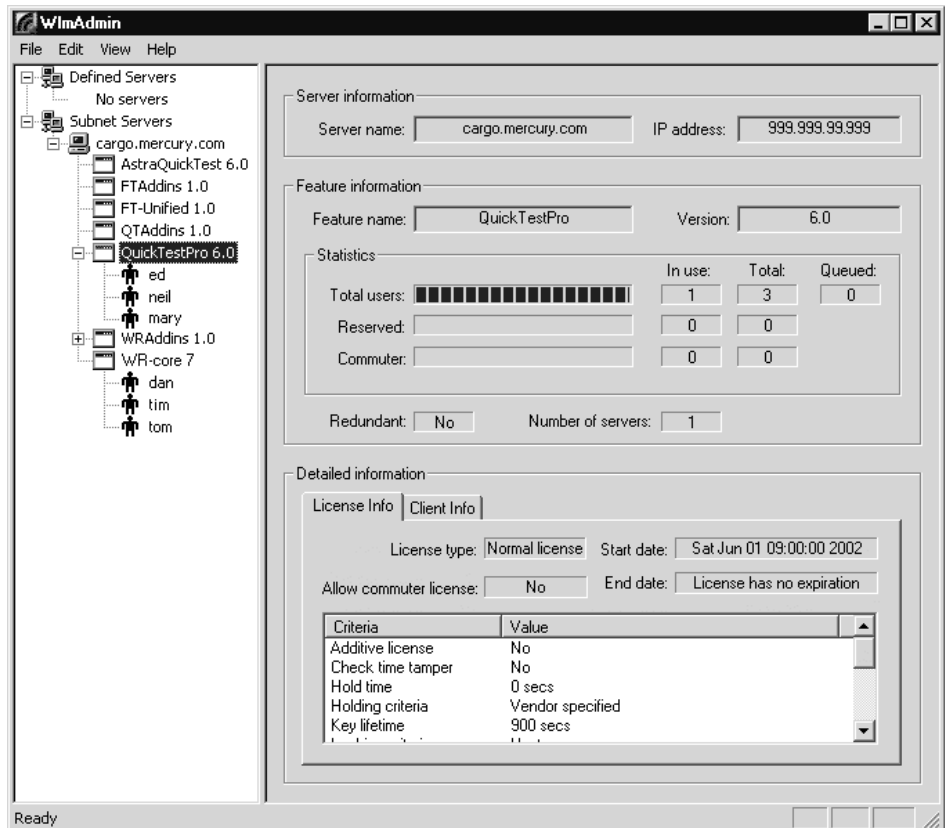 WlmAdmin
File Edit View Help
Defined Servers
No servers
Subnet Servers
cargo.mercury.com
AstraQuickTest 6.0
FTAddins 1.0
FT-Unified 1.0
QTAddins 1.0
QuickTestPro 6.0
ed
neil
mary
WRAddins 1.0
WR-core 7
dan
tim
tom
Server information
Server name: cargo.mercury.com IP address: 999.999.99.999
Feature information
Feature name: QuickTestPro Version: 6.0
Statistics
In use: Total: Queued:
Total users: 1 3 0
Reserved: 0 0
Commuter: 0 0
Redundant: No Number of servers: 1
Detailed information
License Info Client Info
License type: Normal license Start date: Sat Jun 01 09:00:00 2002
Allow commuter license: No End date: License has no expiration
Criteria Value
Additive license No
Check time tamper No
Hold time 0 secs
Holding criteria Vendor specified
Key lifetime 900 secs
Ready